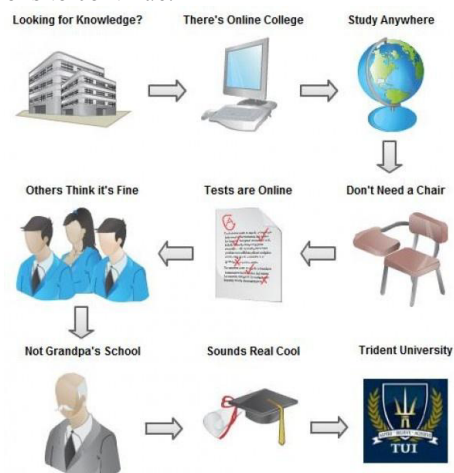 Looking for Knowledge?
There's Online College
Study Anywhere
Don't Need a Chair
Tests are Online
A
Others Think it's Fine
Not Grandpa's School
Sounds Real Cool
Trident University
TUI